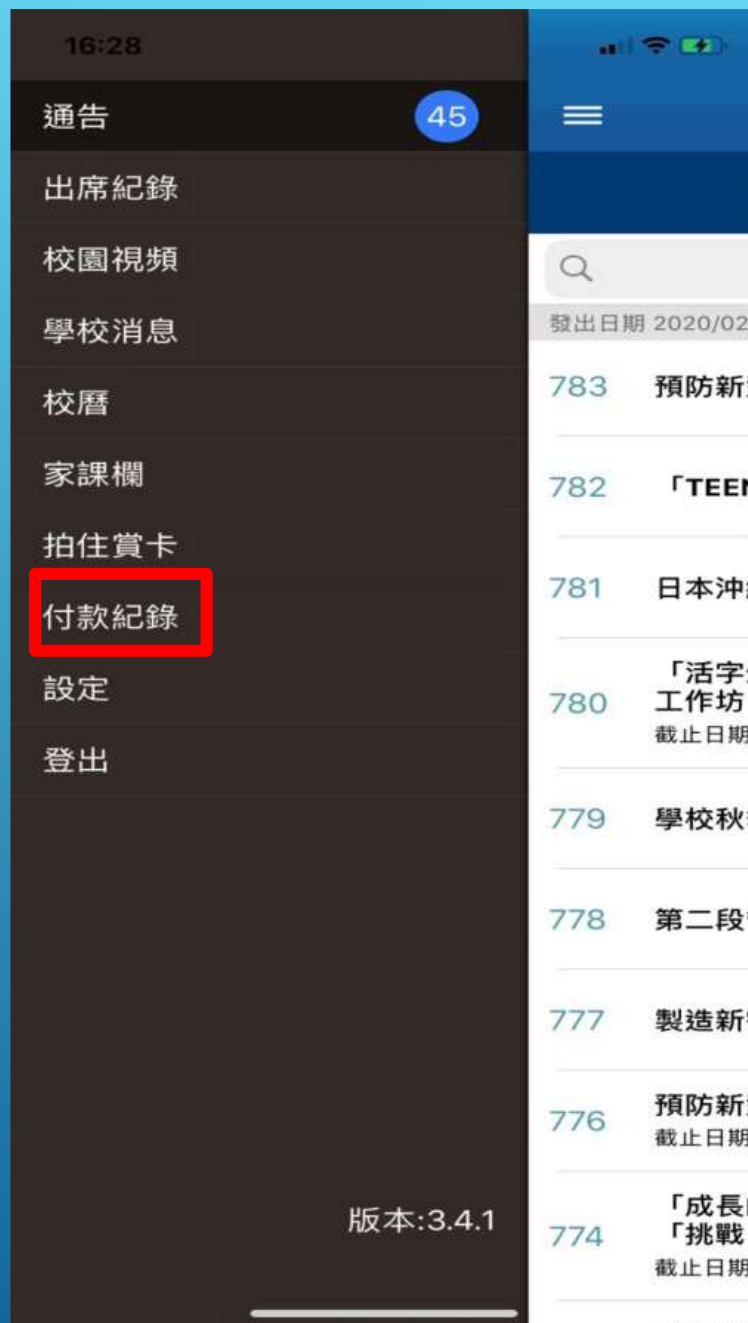 16:28
通告
45
出席紀錄
校園視頻
學校消息
校曆
家課欄
拍住賞卡
付款紀錄
設定
登出
版本:3.4.1
發出日期 2020/02
783 預防新
782 「TEEN
781 日本沖
780 「活字
工作坊
截止日期
779 學校秋
778 第二段
777 製造新
776 預防新
截止日期
774 「成長
「挑戰
截止日期